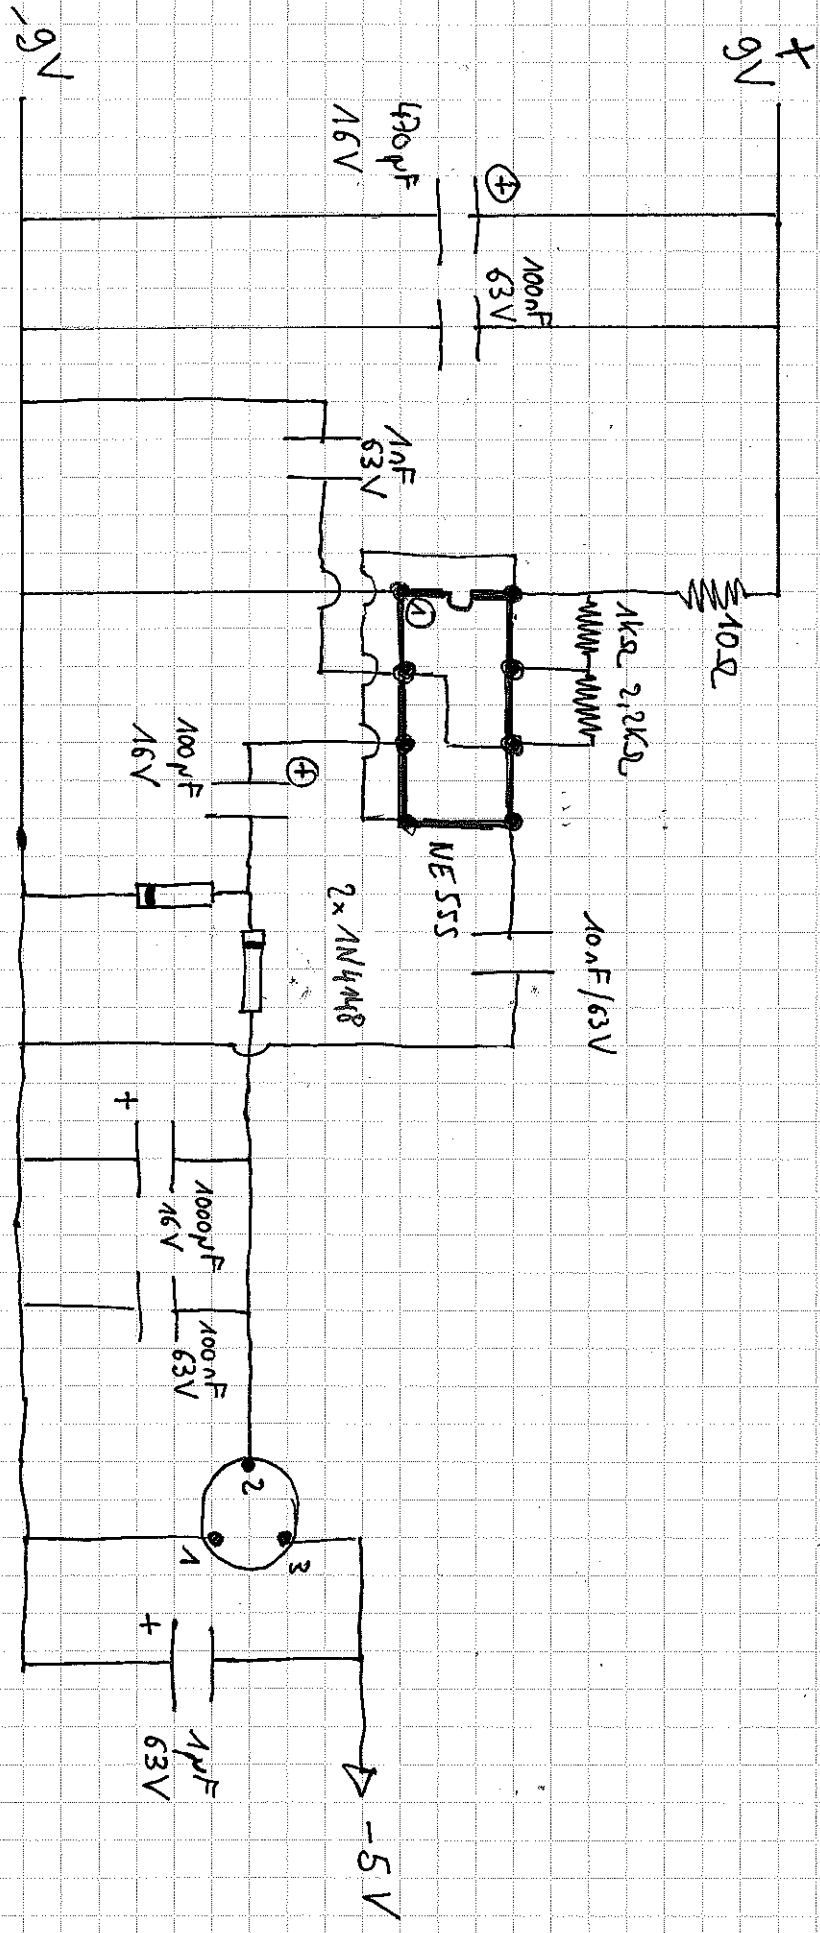 +
9V
-9V
470µF
16V
+
100nF
63V
1nF
63V
10Ω
1kΩ 2,2kΩ
1
NE555
100µF
16V
+
10nF/63V
2x 1N4148
+
1000µF
16V
100nF
63V
2
1
3
+
1µF
63V
-5V